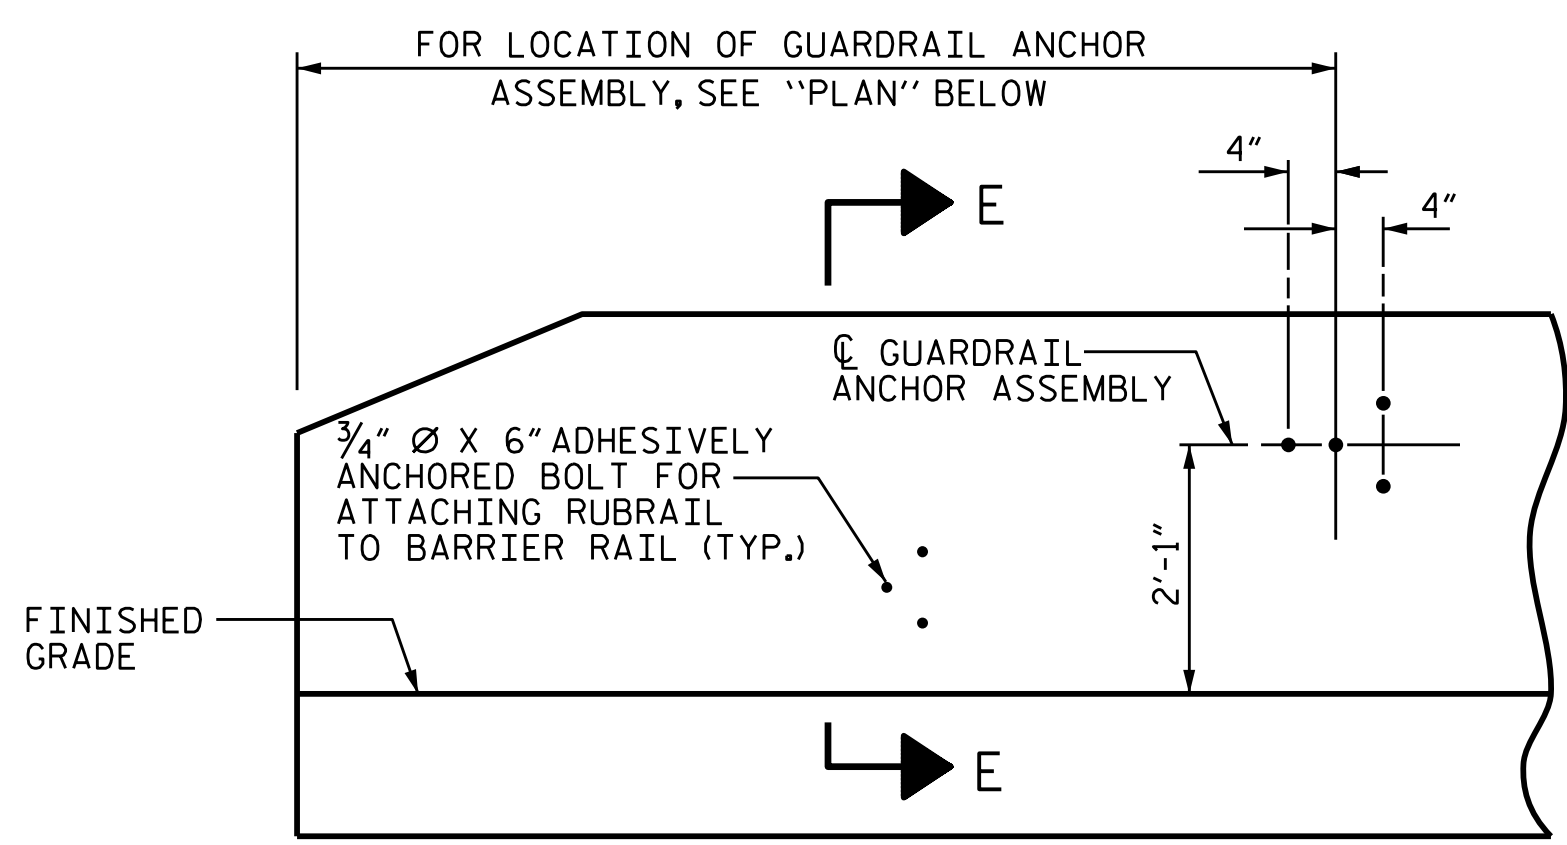 FOR LOCATION OF GUARDRAIL ANCHOR
ASSEMBLY, SEE "PLAN" BELOW
4"
E
4"
℄ GUARDRAIL
ANCHOR ASSEMBLY
3/4" Ø X 6" ADHESIVELY
ANCHORED BOLT FOR
ATTACHING RUBRAIL
TO BARRIER RAIL (TYP.)
2'-1"
FINISHED
GRADE
E